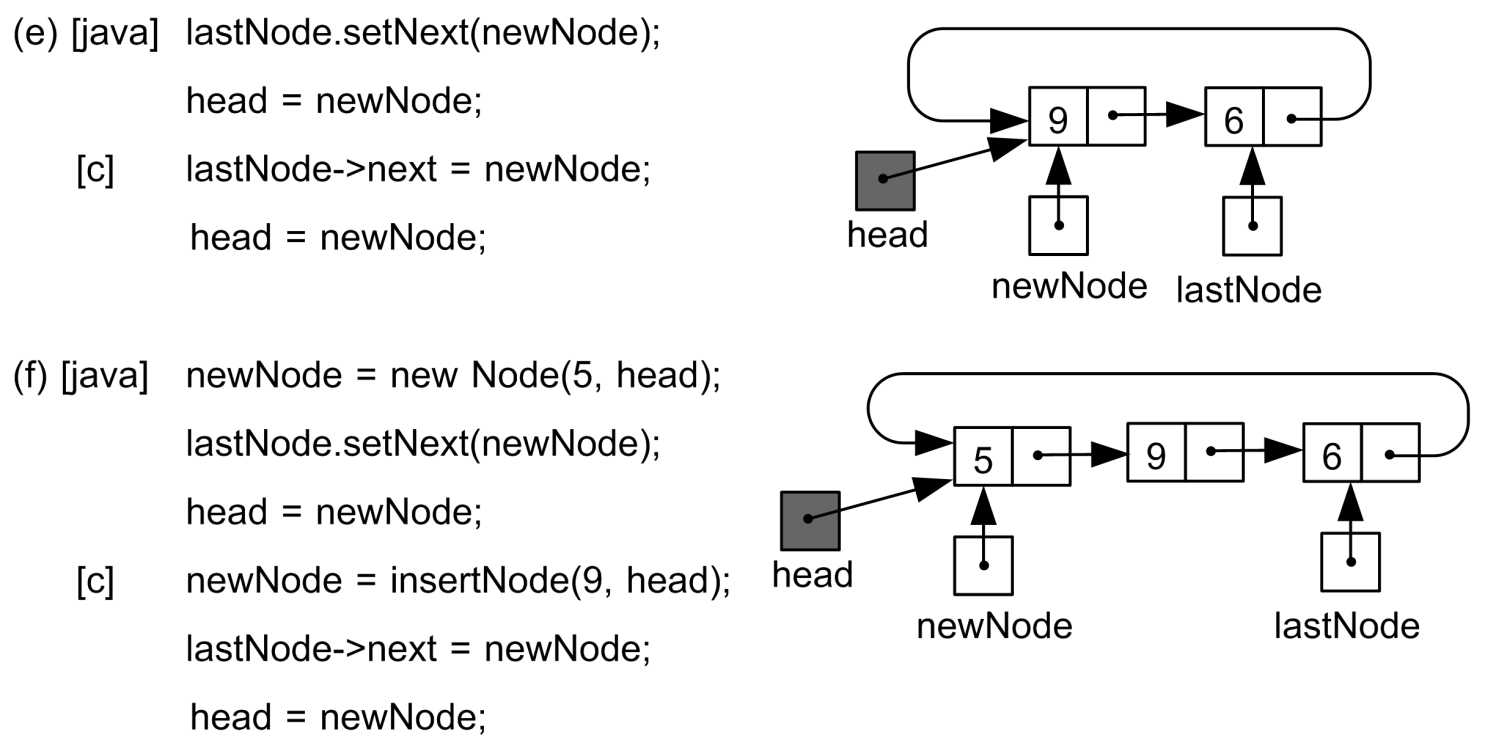 (e) [java] lastNode.setNext(newNode);
head = newNode;
[c] lastNode->next = newNode;
head = newNode;
9 6
head
newNode lastNode
(f) [java] newNode = new Node(5, head);
lastNode.setNext(newNode);
head = newNode;
[c] newNode = insertNode(9, head);
lastNode->next = newNode;
head = newNode;
5 9 6
head
newNode lastNode